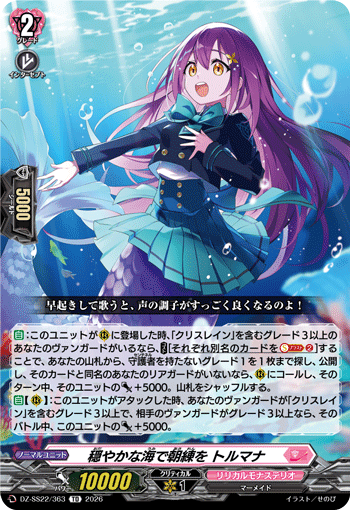 2
グレード
インターセプト
5000
シールド
早起きして歌うと、声の調子がすっごく良くなるのよ！
自：このユニットがRに登場した時、「クリスレイン」を含むグレード３以上の
あなたのヴァンガードがいるなら、【それぞれ別名のカードをソウルブラスト2】する
ことで、あなたの山札から、守護者を持たないグレード１を１枚まで探し、公開
し、そのカードと同名のあなたのリアガードがいないなら、Rにコールし、その
ターン中、そのユニットの+5000。山札をシャッフルする。
自【R】：このユニットがアタックした時、あなたのヴァンガードが「クリスレイ
ン」を含むグレード３以上で、相手のヴァンガードがグレード３以上なら、その
バトル中、このユニットの+5000。
ノーマルユニット
穏やかな海で朝練を トルマナ
パワー
10000
クリティカル
1
リリカルモナステリオ
マーメイド
DZ-SS22/363 TD 2026
イラスト／せのび